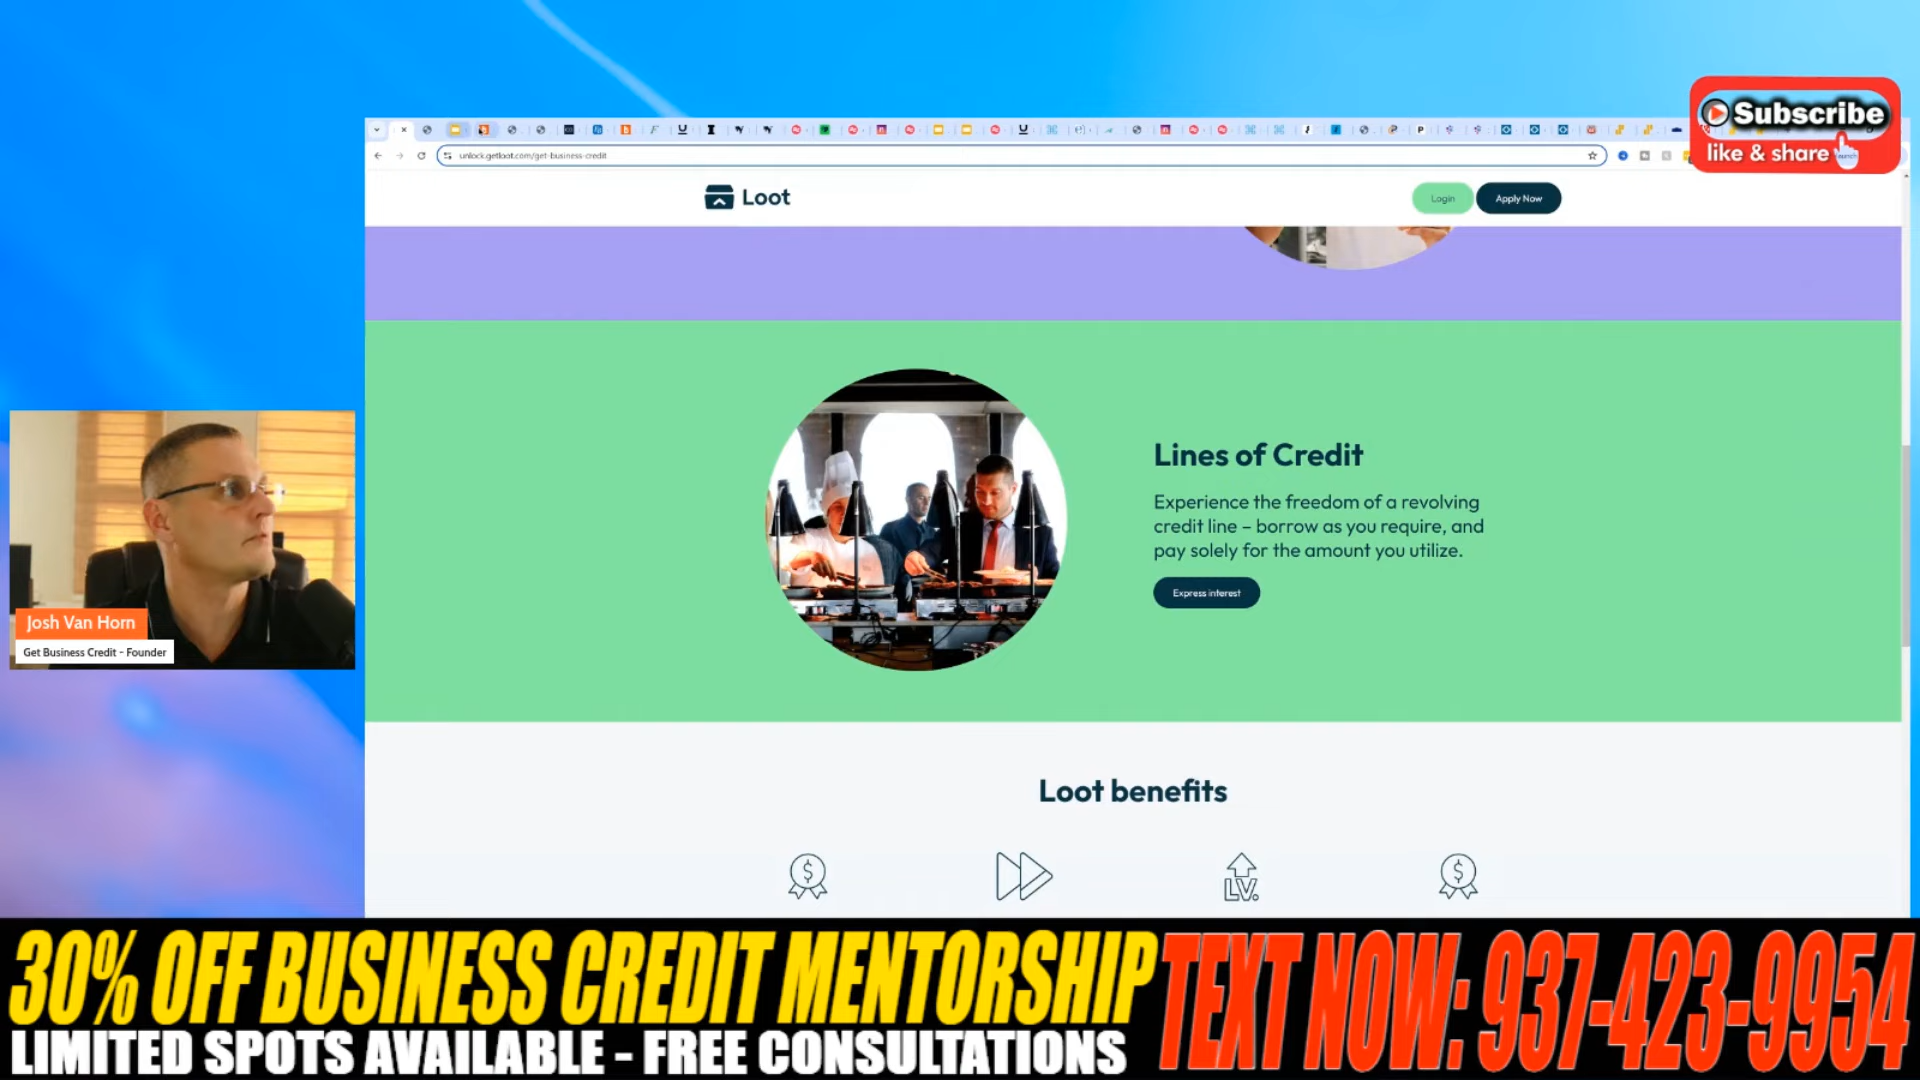 Subscribe
like & share
unlock.getloot.com/get-business-credit
Loot
Login
Apply Now
Lines of Credit
Experience the freedom of a revolving
credit line – borrow as you require, and
pay solely for the amount you utilize.
Express interest
Josh Van Horn
Get Business Credit - Founder
Loot benefits
LV.
30% OFF BUSINESS CREDIT MENTORSHIP
LIMITED SPOTS AVAILABLE - FREE CONSULTATIONS
TEXT NOW: 937-423-9954